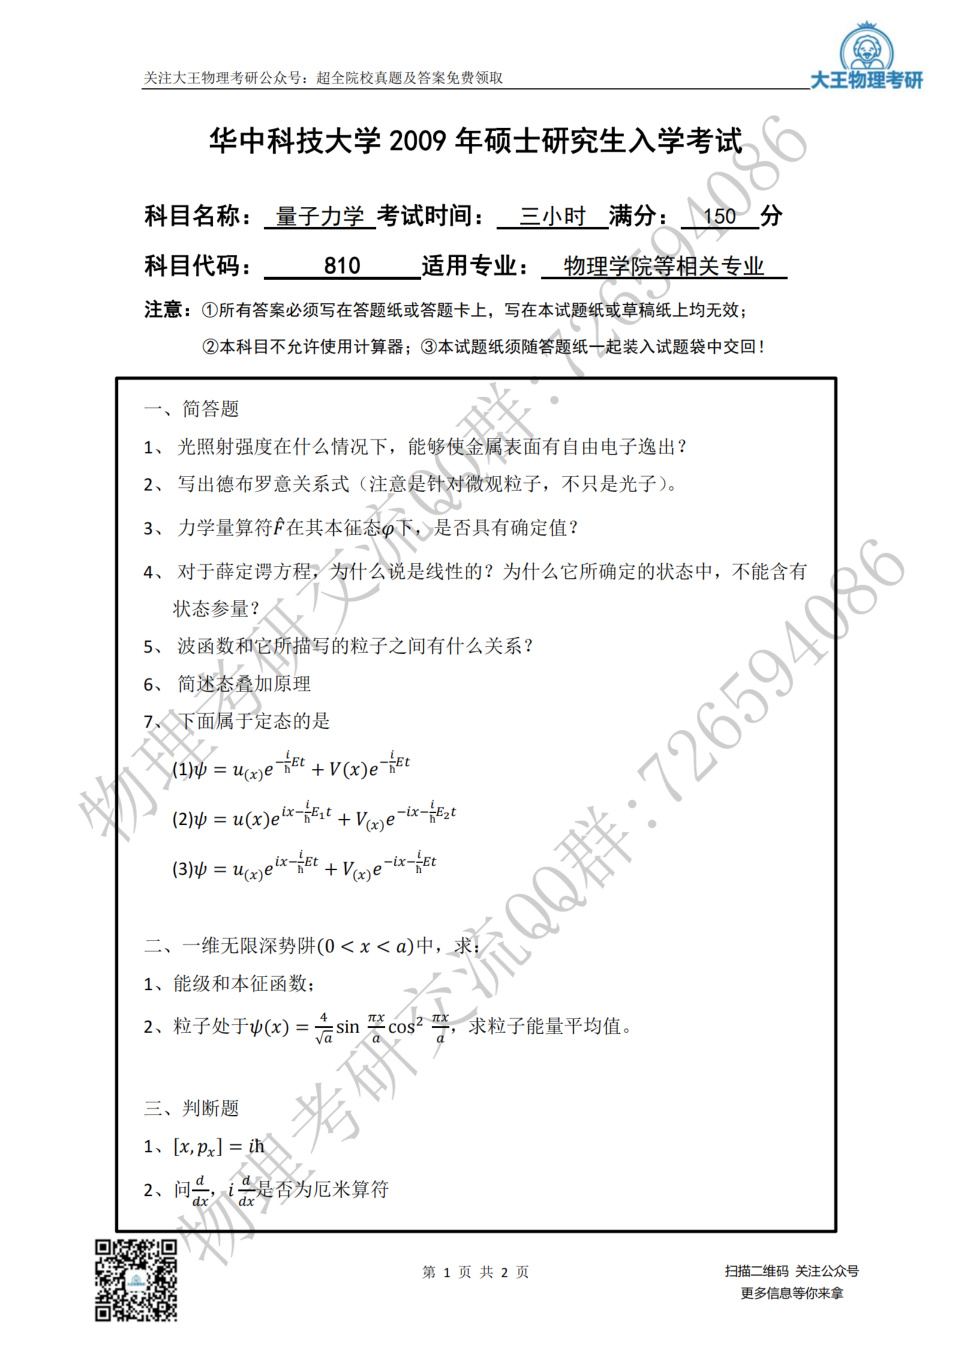 关注大王物理考研公众号：超全院校真题及答案免费领取
大王物理考研
华中科技大学 2009 年硕士研究生入学考试
科目名称： 量子力学 考试时间： 三小时 满分： 150 分
科目代码： 810 适用专业： 物理学院等相关专业
注意：①所有答案必须写在答题纸或答题卡上，写在本试题纸或草稿纸上均无效；
②本科目不允许使用计算器；③本试题纸须随答题纸一起装入试题袋中交回！
一、简答题
1、 光照射强度在什么情况下，能够使金属表面有自由电子逸出？
2、 写出德布罗意关系式（注意是针对微观粒子，不只是光子）。
3、 力学量算符F̂在其本征态φ下，是否具有确定值？
4、 对于薛定谔方程，为什么说是线性的？为什么它所确定的状态中，不能含有
状态参量？
5、 波函数和它所描写的粒子之间有什么关系？
6、 简述态叠加原理
7、 下面属于定态的是
(1)ψ = u₍ₓ₎e^{-\frac{i}{ħ}Et} + V(x)e^{-\frac{i}{ħ}Et}
(2)ψ = u(x)e^{ix-\frac{i}{ħ}E₁t} + V₍ₓ₎e^{-ix-\frac{i}{ħ}E₂t}
(3)ψ = u₍ₓ₎e^{ix-\frac{i}{ħ}Et} + V₍ₓ₎e^{-ix-\frac{i}{ħ}Et}
二、一维无限深势阱(0 < x < a)中，求：
1、能级和本征函数；
2、粒子处于ψ(x) = \frac{4}{√a} sin \frac{πx}{a} cos² \frac{πx}{a}，求粒子能量平均值。
三、判断题
1、[x, pₓ] = iħ
2、问\frac{d}{dx}，i\frac{d}{dx}是否为厄米算符
物理考研交流QQ群：726594086
物理考研交流QQ群：726594086
第 1 页 共 2 页
扫描二维码 关注公众号
更多信息等你来拿